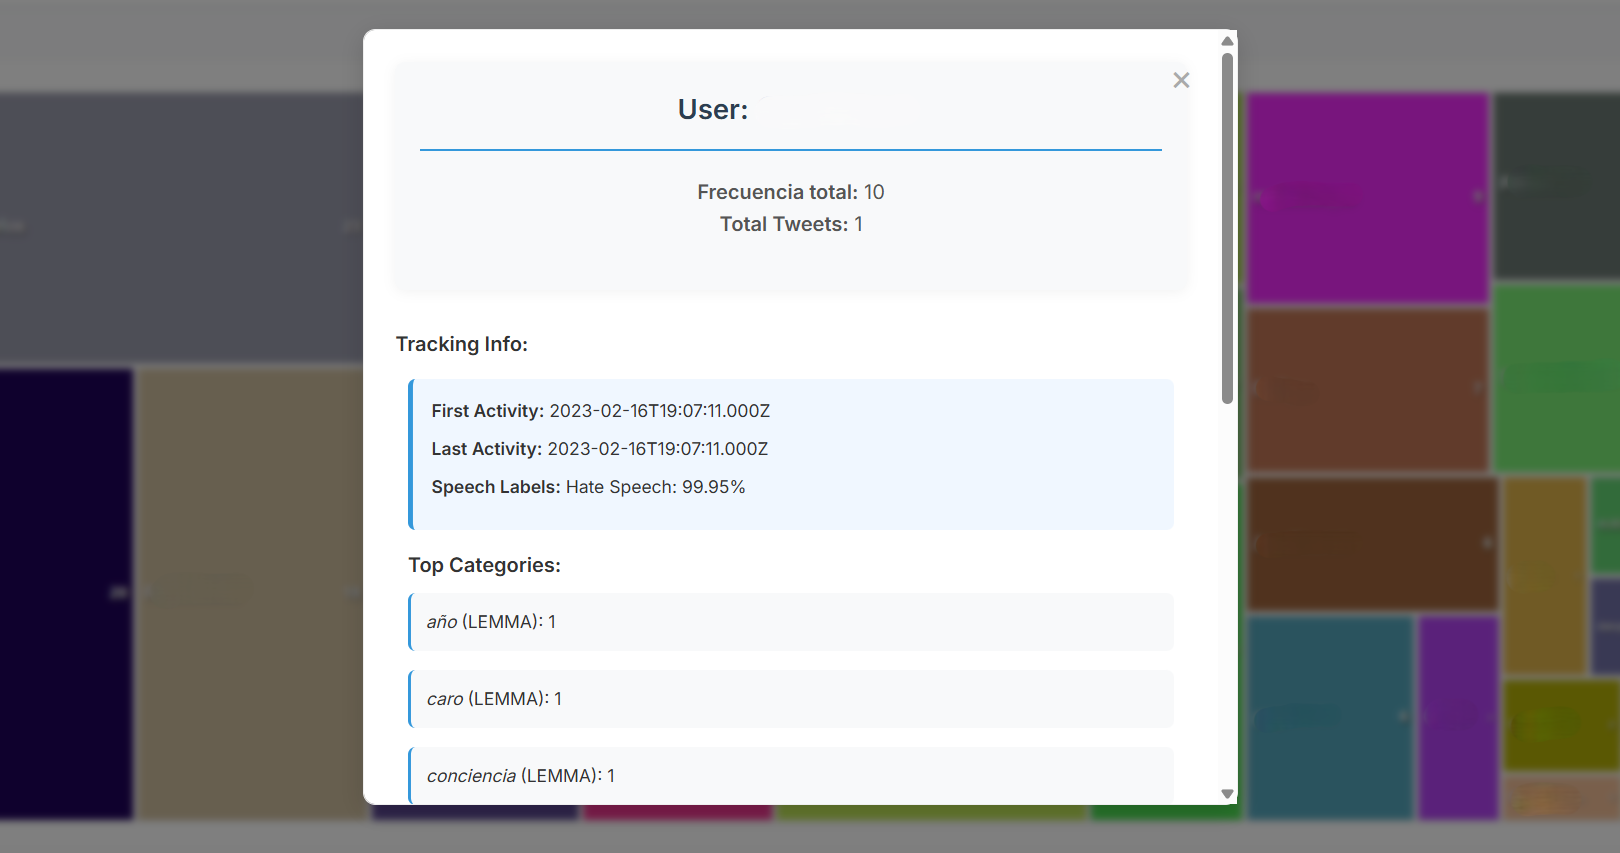 User:
Frecuencia total: 10
Total Tweets: 1
Tracking Info:
First Activity: 2023-02-16T19:07:11.000Z
Last Activity: 2023-02-16T19:07:11.000Z
Speech Labels: Hate Speech: 99.95%
Top Categories:
año (LEMMA): 1
caro (LEMMA): 1
conciencia (LEMMA): 1